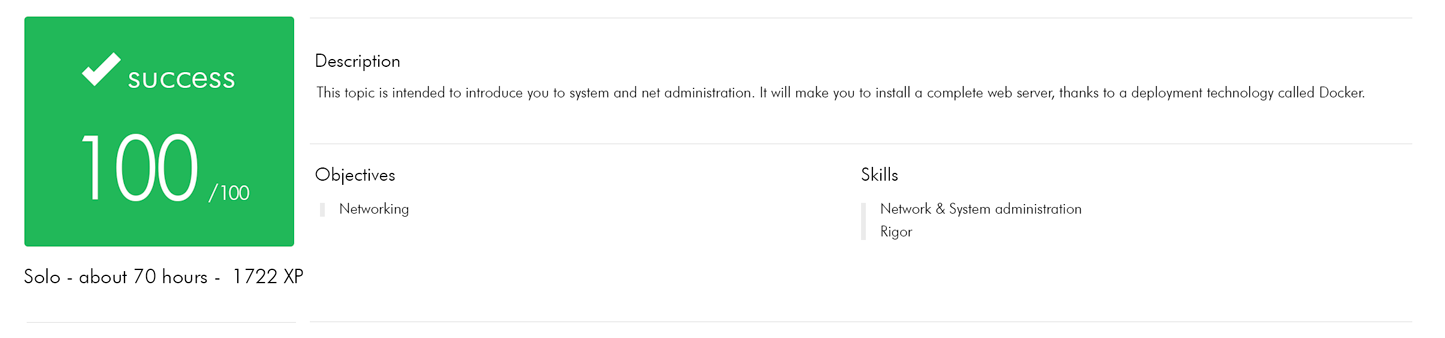 success
100 /100
Solo - about 70 hours - 1722 XP
Description
This topic is intended to introduce you to system and net administration. It will make you to install a complete web server, thanks to a deployment technology called Docker.
Objectives
Networking
Skills
Network & System administration
Rigor